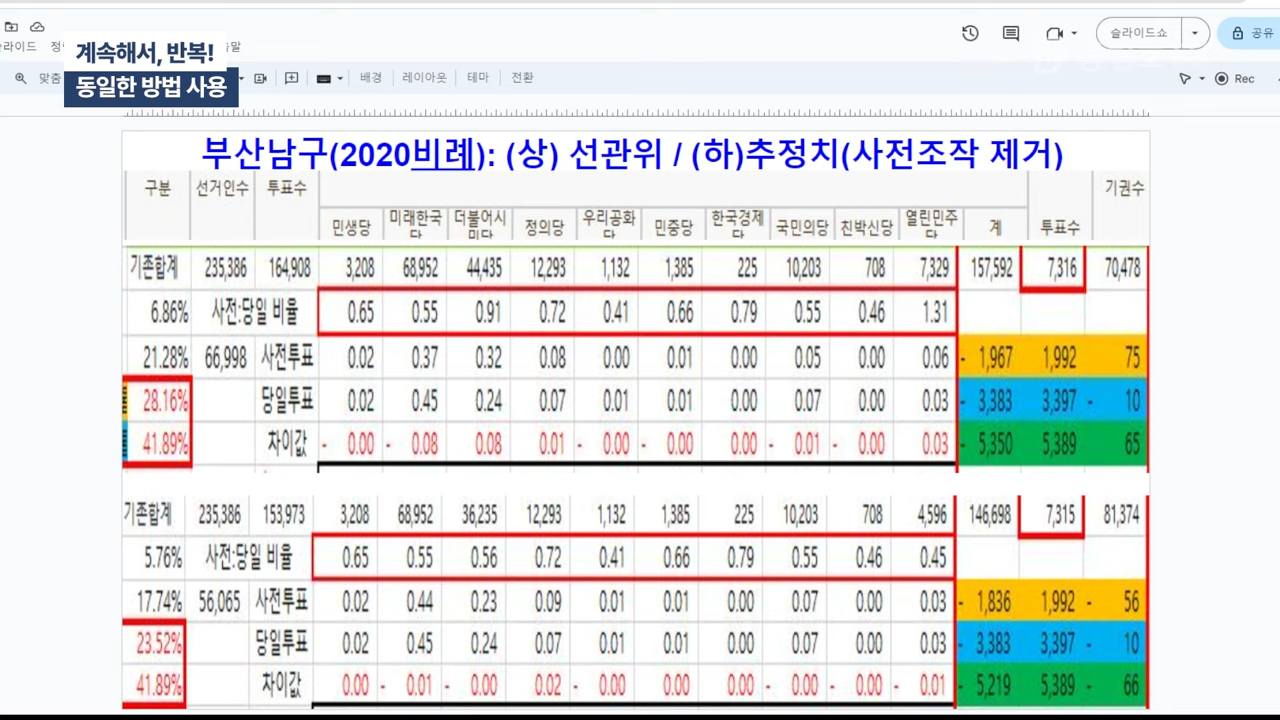 계속해서, 반복!
동일한 방법 사용
라이드
맞춤
배경 레이아웃 테마 전환
슬라이드쇼
공유
Rec
부산남구(2020비례): (상) 선관위 / (하)추정치(사전조작 제거)
구분 선거인수 투표수 기권수
민생당 미래한국 더불어시 정의당 우리공화 민중당 한국경제 국민의당 친박신당 열린민주 계 투표수
기존합계 235,386 164,908 3,208 68,952 44,435 12,293 1,132 1,385 225 10,203 708 7,329 157,592 7,316 70,478
6.86% 사전:당일 비율 0.65 0.55 0.91 0.72 0.41 0.66 0.79 0.55 0.46 1.31
21.28% 66,998 사전투표 0.02 0.37 0.32 0.08 0.00 0.01 0.00 0.05 0.00 0.06 - 1,967 1,992 75
28.16% 당일투표 0.02 0.45 0.24 0.07 0.01 0.01 0.00 0.07 0.00 0.03 - 3,383 3,397 - 10
41.89% 차이값 - 0.00 - 0.08 0.08 0.01 - 0.00 - 0.00 0.00 - 0.01 - 0.00 0.03 - 5,350 5,389 65
기존합계 235,386 153,973 3,208 68,952 36,235 12,293 1,132 1,385 225 10,203 708 4,596 146,698 7,315 81,374
5.76% 사전:당일 비율 0.65 0.55 0.56 0.72 0.41 0.66 0.79 0.55 0.46 0.45
17.74% 56,065 사전투표 0.02 0.44 0.23 0.09 0.01 0.01 0.00 0.07 0.00 0.03 - 1,836 1,992 - 56
23.52% 당일투표 0.02 0.45 0.24 0.07 0.01 0.01 0.00 0.07 0.00 0.03 - 3,383 3,397 - 10
41.89% 차이값 0.00 - 0.01 - 0.00 0.02 - 0.00 0.00 0.00 - 0.00 - 0.00 - 0.01 - 5,219 5,389 - 66